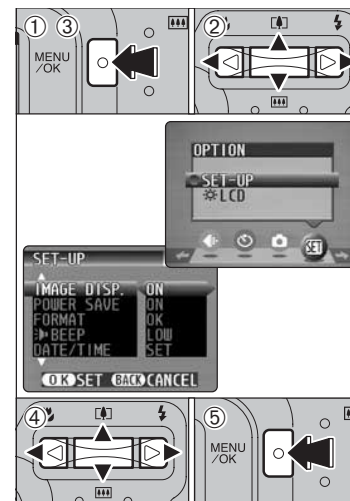 ① ③
MENU
/OK
②
OPTION
SET-UP
LCD
SET
SET-UP
IMAGE DISP. ON
POWER SAVE ON
FORMAT OK
BEEP LOW
DATE/TIME SET
OK SET BACK CANCEL
④
⑤
MENU
/OK